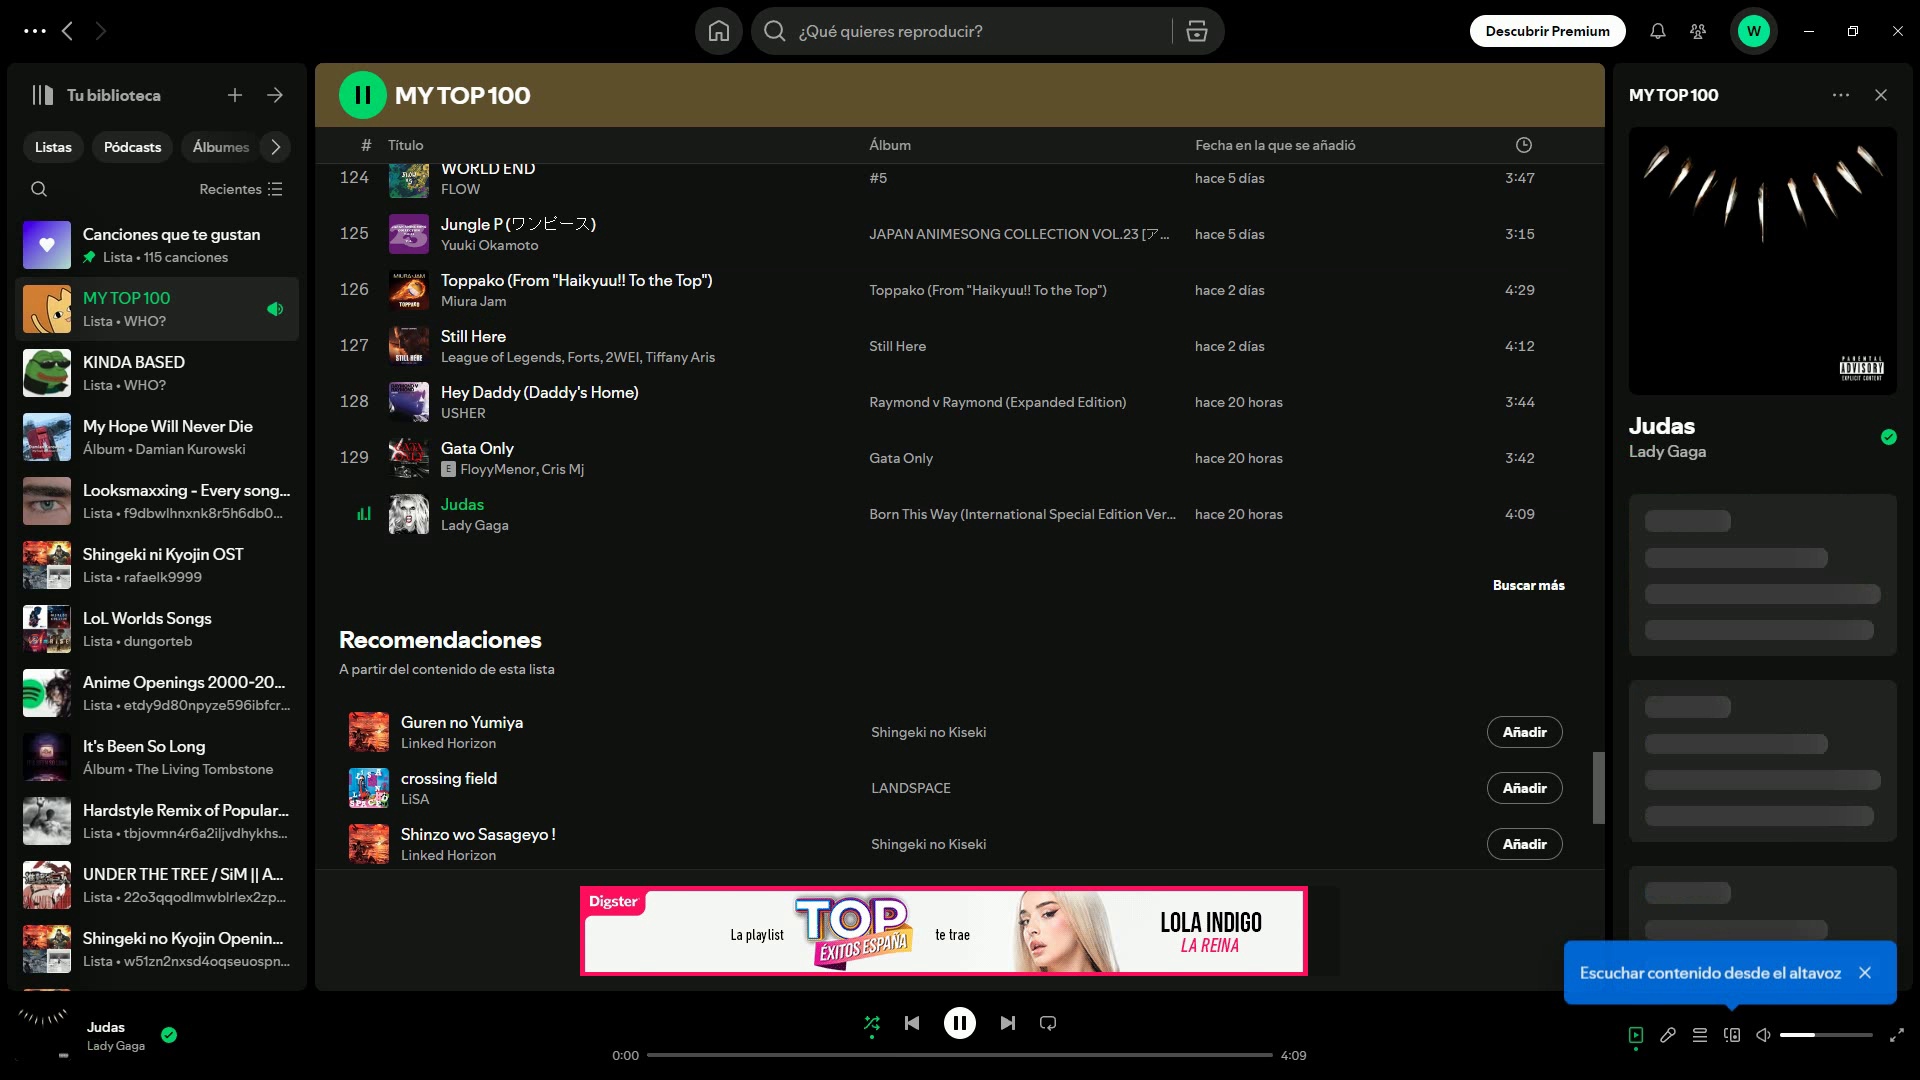 ¿Qué quieres reproducir?
Descubrir Premium
W
Tu biblioteca
Listas
Pódcasts
Álbumes
Recientes
Canciones que te gustan
Lista • 115 canciones
MY TOP 100
Lista • WHO?
KINDA BASED
Lista • WHO?
My Hope Will Never Die
Álbum • Damian Kurowski
Looksmaxxing - Every song...
Lista • f9dbwlhnxnk8r5h6db0...
Shingeki ni Kyojin OST
Lista • rafaelk9999
LoL Worlds Songs
Lista • dungorteb
Anime Openings 2000-20...
Lista • etdy9d80npyze596ibfcr...
It's Been So Long
Álbum • The Living Tombstone
Hardstyle Remix of Popular...
Lista • tbjovmn4r6a2iljvdhykhs...
UNDER THE TREE / SiM || A...
Lista • 22o3qqodlmwblrlex2zp...
Shingeki no Kyojin Openin...
Lista • w51zn2nxsd4oqseuospn...
MY TOP 100
# Título Álbum Fecha en la que se añadió
124 WORLD END #5 hace 5 días 3:47
FLOW
125 Jungle P (ワンピース) JAPAN ANIMESONG COLLECTION VOL.23 [ア... hace 5 días 3:15
Yuuki Okamoto
126 Toppako (From "Haikyuu!! To the Top") Toppako (From "Haikyuu!! To the Top") hace 2 días 4:29
Miura Jam
127 Still Here Still Here hace 2 días 4:12
League of Legends, Forts, 2WEI, Tiffany Aris
128 Hey Daddy (Daddy's Home) Raymond v Raymond (Expanded Edition) hace 20 horas 3:44
USHER
129 Gata Only Gata Only hace 20 horas 3:42
E FloyyMenor, Cris Mj
Judas Born This Way (International Special Edition Ver... hace 20 horas 4:09
Lady Gaga
Buscar más
Recomendaciones
A partir del contenido de esta lista
Guren no Yumiya Shingeki no Kiseki Añadir
Linked Horizon
crossing field LANDSPACE Añadir
LiSA
Shinzo wo Sasageyo ! Shingeki no Kiseki Añadir
Linked Horizon
Digster
La playlist
TOP
ÉXITOS ESPAÑA
te trae
LOLA INDIGO
LA REINA
MY TOP 100
PARENTAL
ADVISORY
EXPLICIT CONTENT
Judas
Lady Gaga
Escuchar contenido desde el altavoz
Judas
Lady Gaga
0:00
4:09